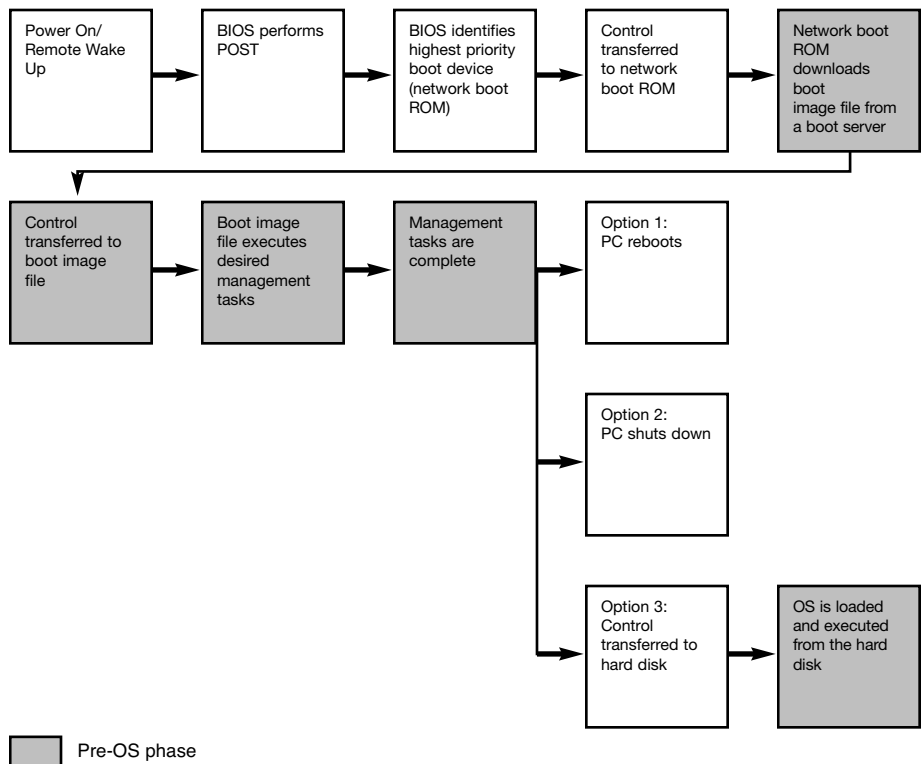 Power On/
Remote Wake
Up
BIOS performs
POST
BIOS identifies
highest priority
boot device
(network boot
ROM)
Control
transferred
to network
boot ROM
Network boot
ROM
downloads
boot
image file from
a boot server
Control
transferred to
boot image
file
Boot image
file executes
desired
management
tasks
Management
tasks are
complete
Option 1:
PC reboots
Option 2:
PC shuts down
Option 3:
Control
transferred to
hard disk
OS is loaded
and executed
from the hard
disk
Pre-OS phase